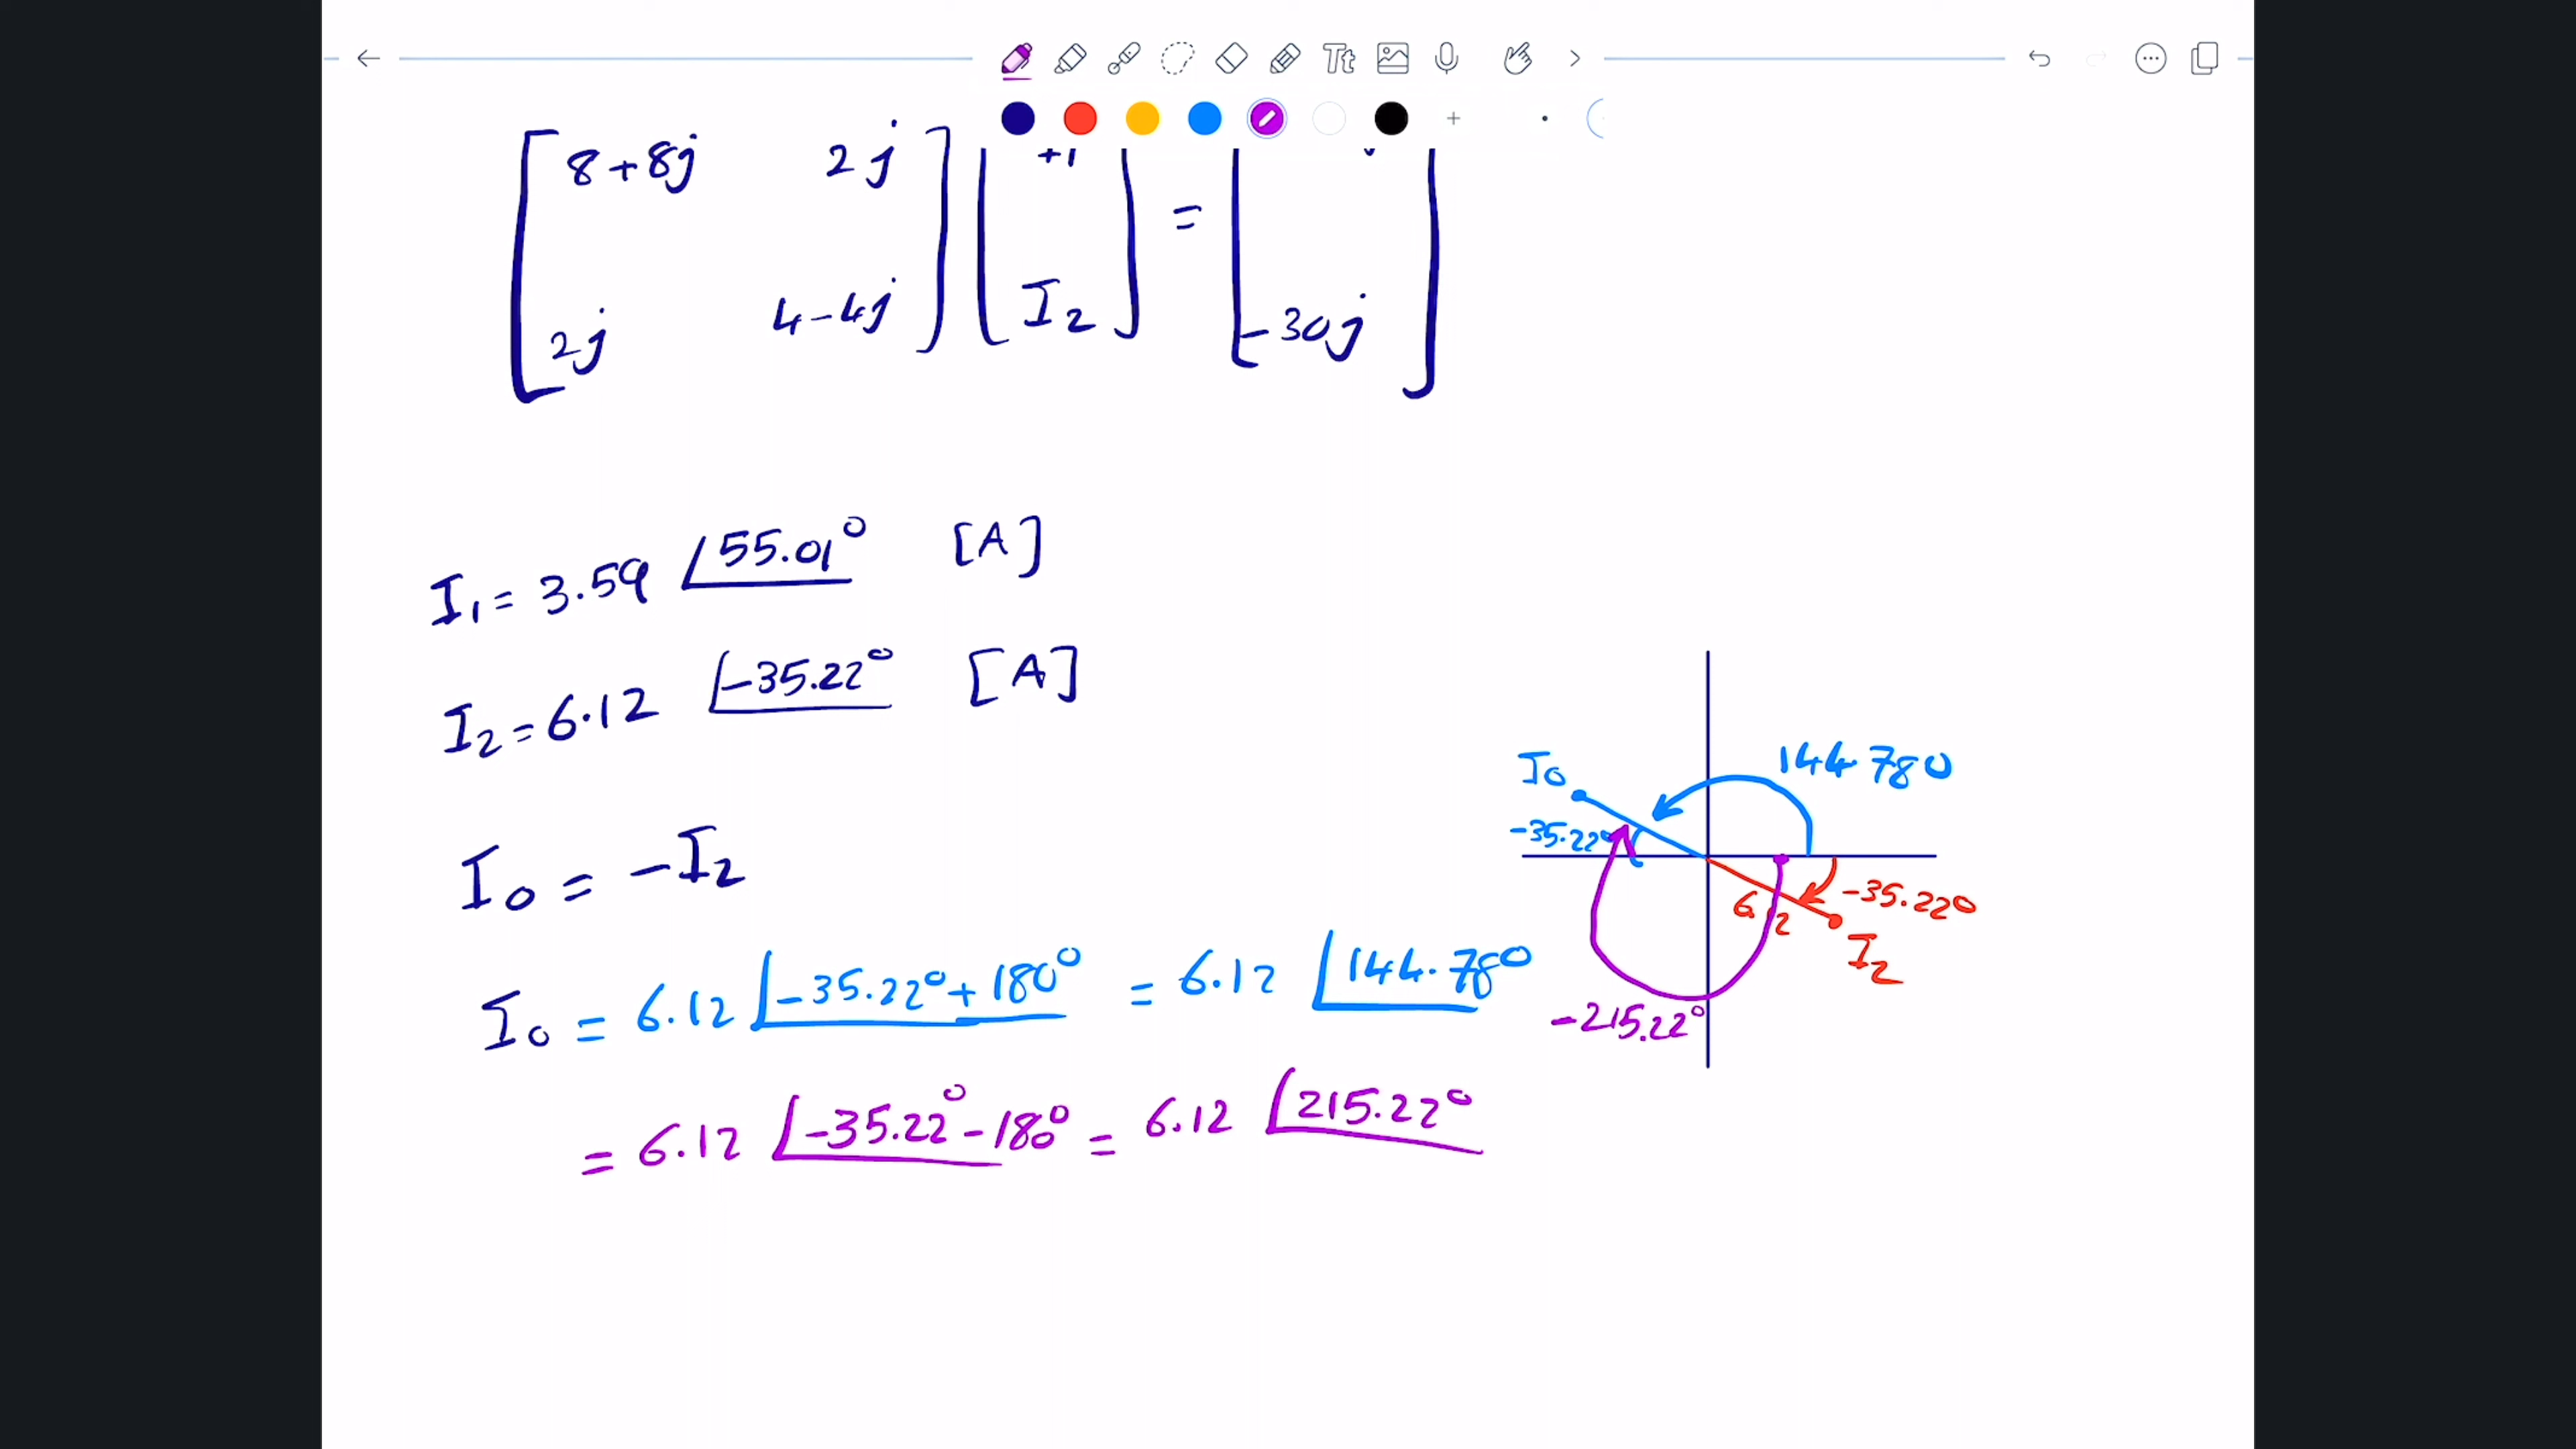 Tt
[ 8+8j 2j ] [ +1 ] = [ ]
[ 2j 4-4j ] [ I2 ] [ -30j ]
I1 = 3.59 ∠55.01° [A]
I2 = 6.12 ∠-35.22° [A]
I0 = -I2
I0 = 6.12 ∠-35.22°+180° = 6.12 ∠144.78°
= 6.12 ∠-35.22°-180° = 6.12 ∠215.22°
I0
144.78°
-35.22°
-35.22°
6.12
I2
-215.22°